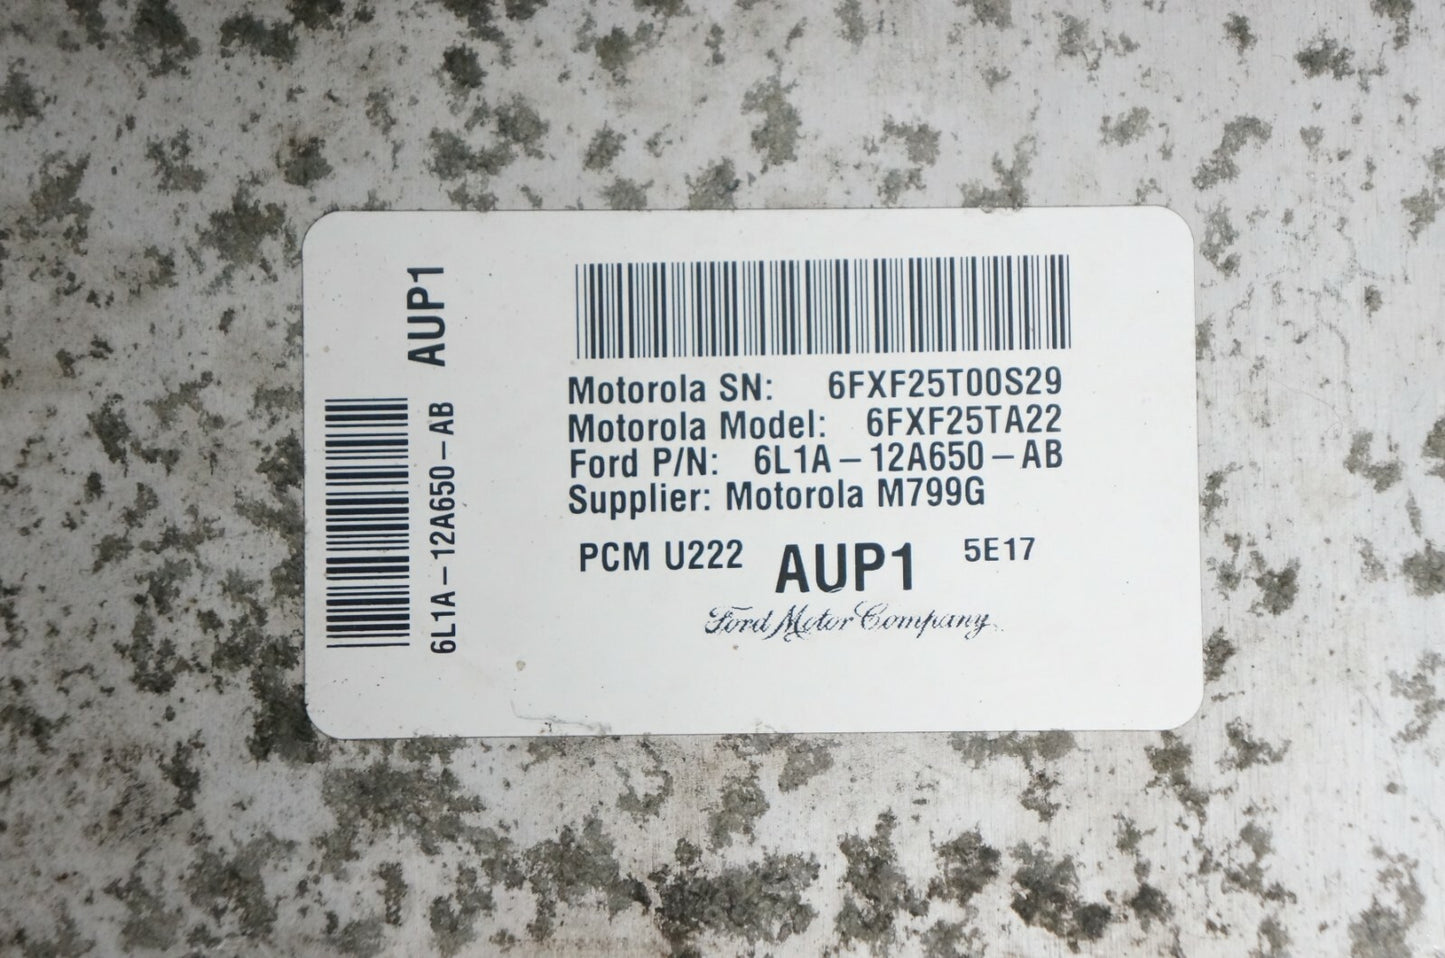 AUP1
6L1A-12A650-AB
Motorola SN: 6FXF25T00S29
Motorola Model: 6FXF25TA22
Ford P/N: 6L1A-12A650-AB
Supplier: Motorola M799G
PCM U222 AUP1 5E17
Ford Motor Company